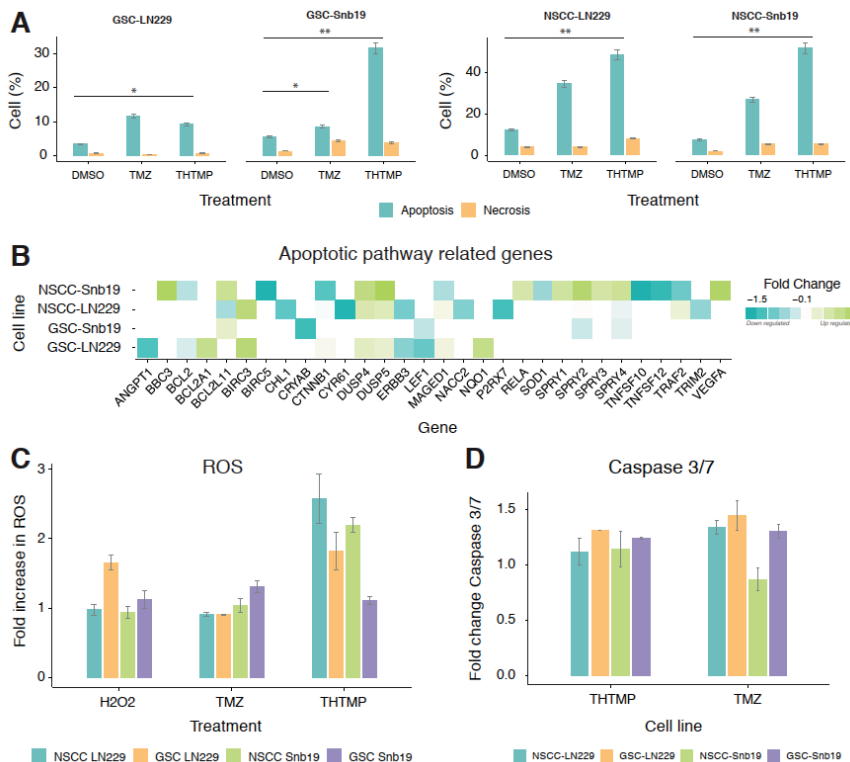 A
GSC-LN229
GSC-Snb19
NSCC-LN229
NSCC-Snb19
Cell (%)
30
20
10
0
*
*
**
DMSO TMZ THTMP
DMSO TMZ THTMP
Treatment
Cell (%)
40
20
0
**
**
DMSO TMZ THTMP
DMSO TMZ THTMP
Treatment
Apoptosis Necrosis
B
Apoptotic pathway related genes
Cell line
NSCC-Snb19
NSCC-LN229
GSC-Snb19
GSC-LN229
ANGPT1 BBC3 BCL2 BCL2A1 BCL2L11 BIRC3 BIRC5 CHL1 CRYAB CTNNB1 CYR61 DUSP4 DUSP5 ERBB3 LEF1 MAGED1 NACC2 NQO1 P2RX7 RELA SOD1 SPRY1 SPRY2 SPRY3 SPRY4 TNFSF10 TNFSF12 TRAF2 TRIM2 VEGFA
Gene
Fold Change
−1.5 −0.1
Down regulated Up regulat
C
ROS
Fold increase in ROS
3
2
1
0
H2O2 TMZ THTMP
Treatment
NSCC LN229 GSC LN229 NSCC Snb19 GSC Snb19
D
Caspase 3/7
Fold change Caspase 3/7
1.5
1.0
0.5
0.0
THTMP TMZ
Cell line
NSCC-LN229 GSC-LN229 NSCC-Snb19 GSC-Snb19